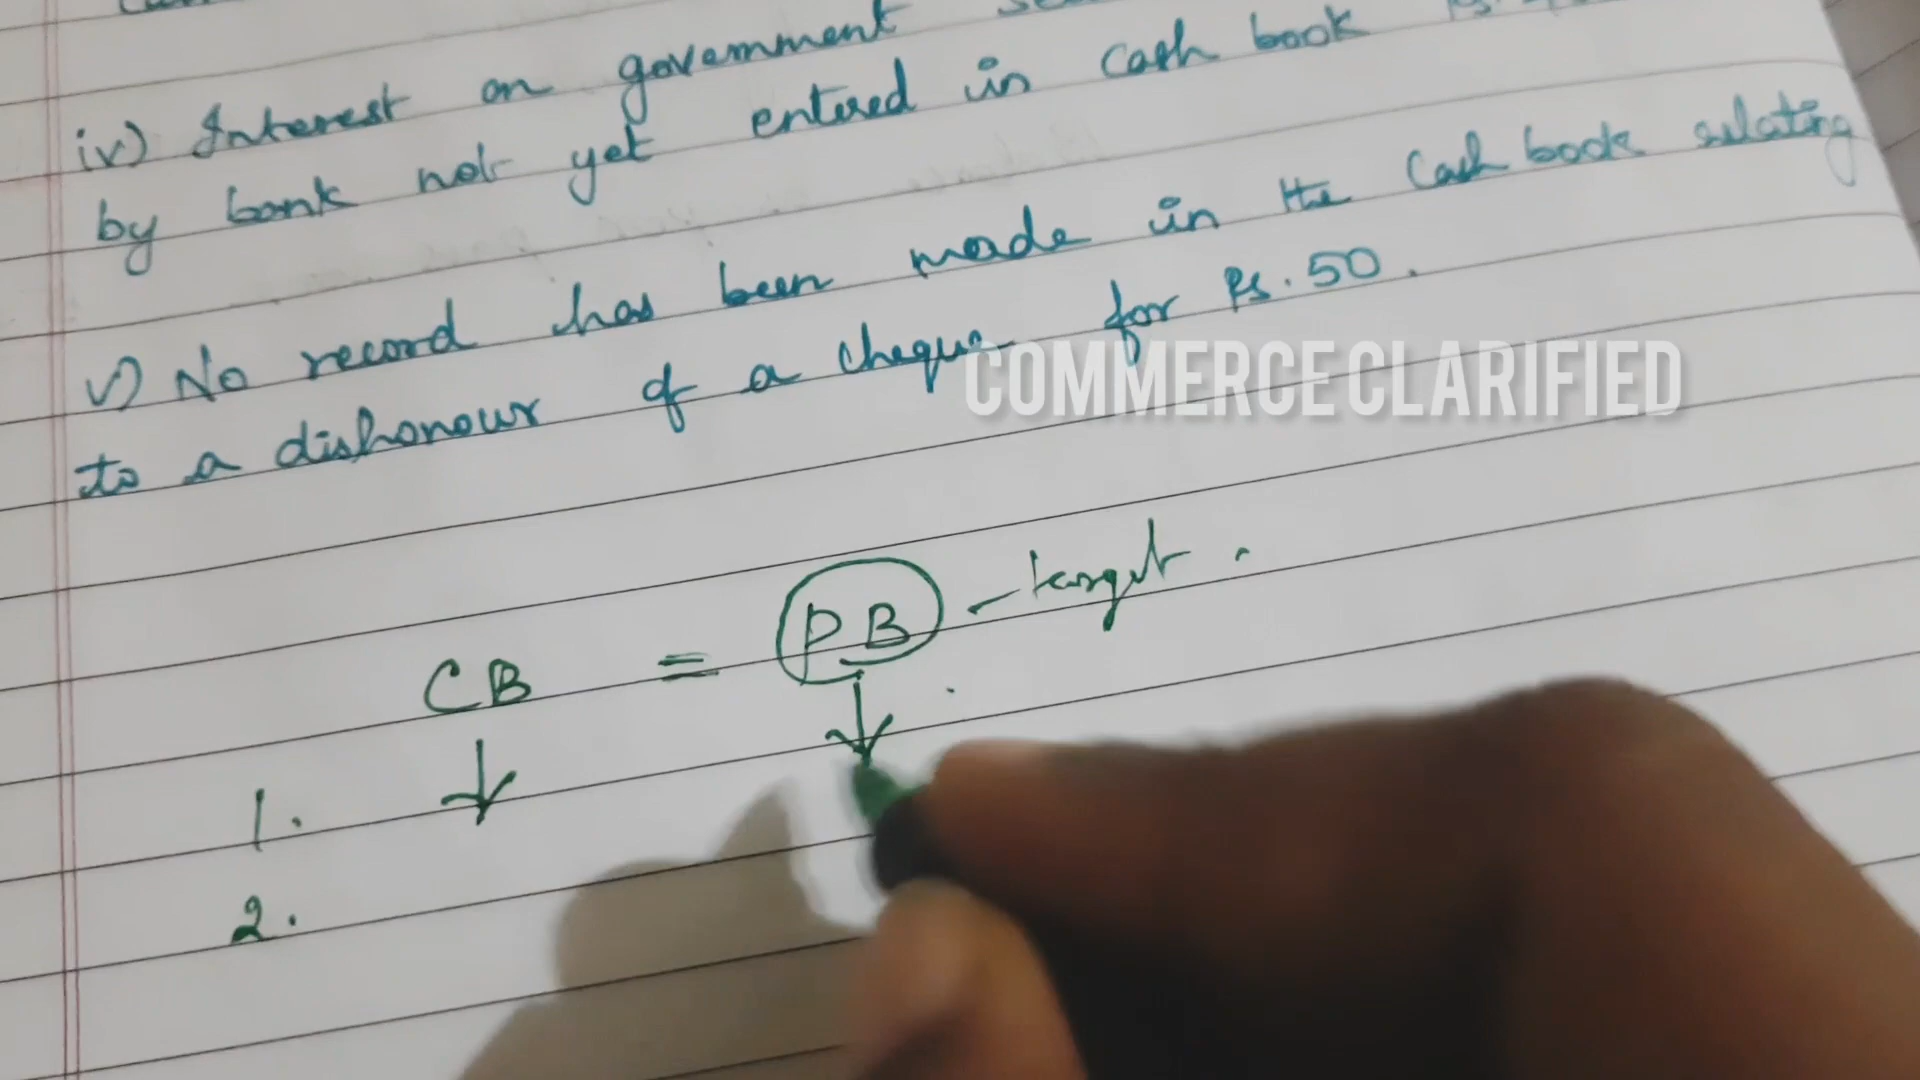 iv) Interest on government
by bank not yet entered in cash book
v) No record has been made in the Cash book relating
to a dishonour of a cheque for Rs. 50.
COMMERCE CLARIFIED
CB = PB - target.
1.
2.